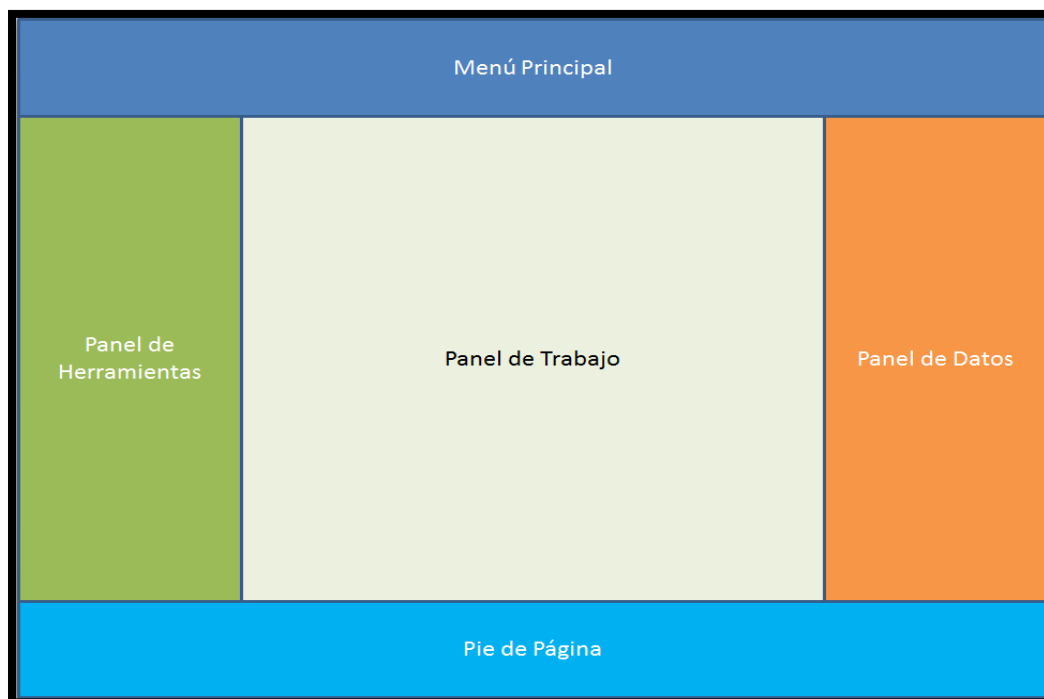 Menú Principal
Panel de
Herramientas
Panel de Trabajo
Panel de Datos
Pie de Página